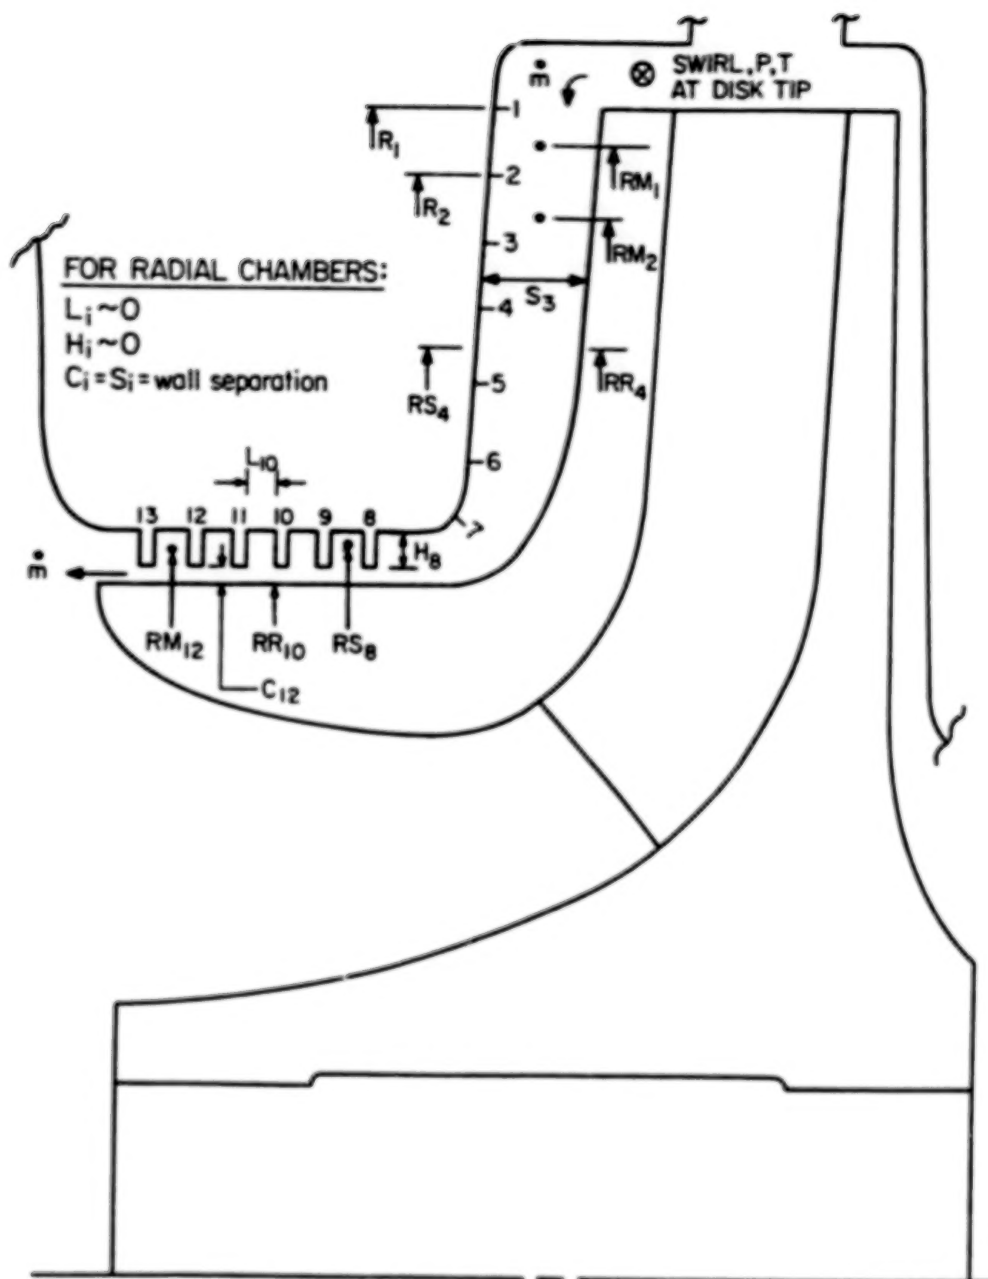 ṁ
SWIRL, P, T
AT DISK TIP
1
R₁
2
RM₁
R₂
3
RM₂
FOR RADIAL CHAMBERS:
S₃
Lᵢ ~ 0
4
Hᵢ ~ 0
Cᵢ = Sᵢ = wall separation
RR₄
5
RS₄
L₁₀
6
13 12 11 10 9 8
7
H₈
ṁ
RM₁₂ RR₁₀ RS₈
C₁₂